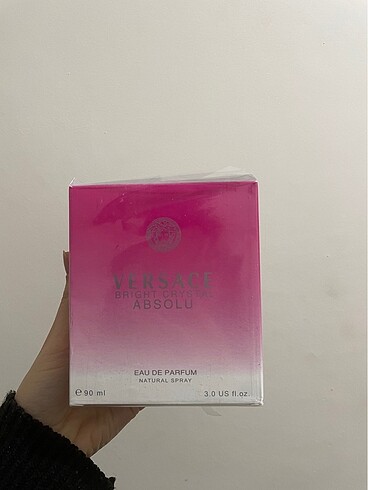 VERSACE
BRIGHT CRYSTAL
ABSOLU
EAU DE PARFUM
NATURAL SPRAY
e 90 ml 3.0 US fl.oz